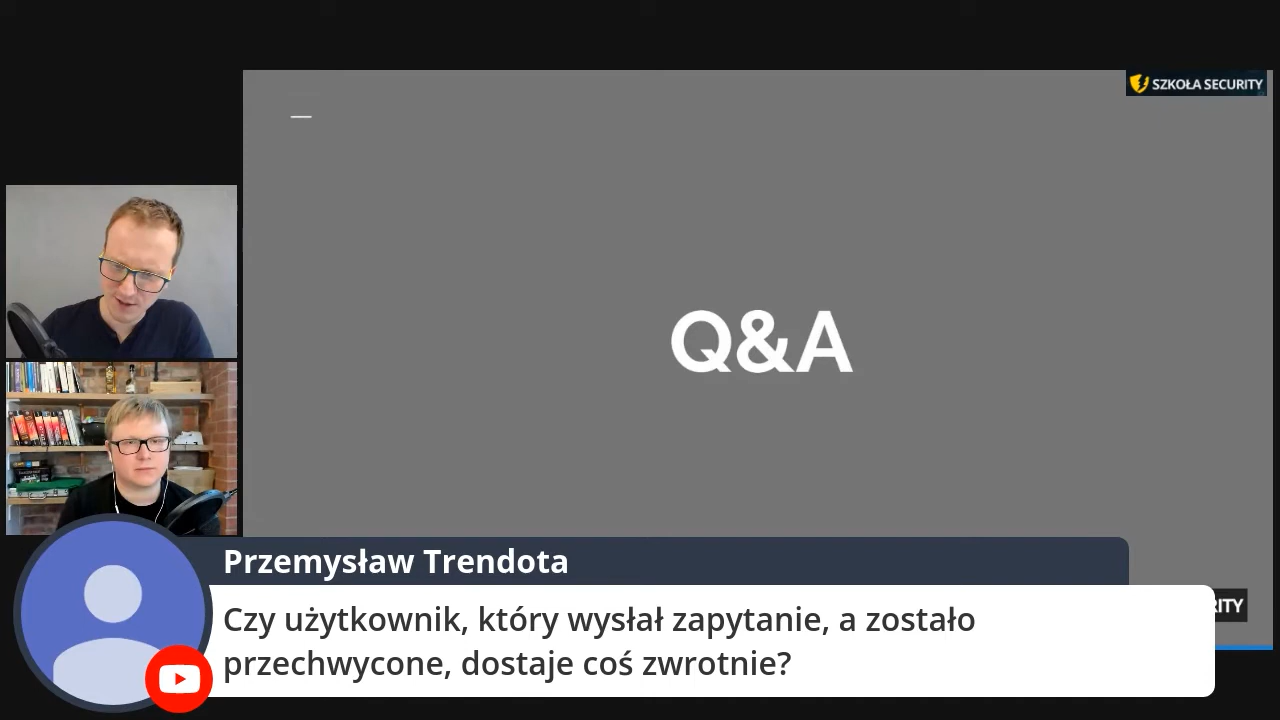 SZKOŁA SECURITY
Q&A
Przemysław Trendota
Czy użytkownik, który wysłał zapytanie, a zostało
przechwycone, dostaje coś zwrotnie?